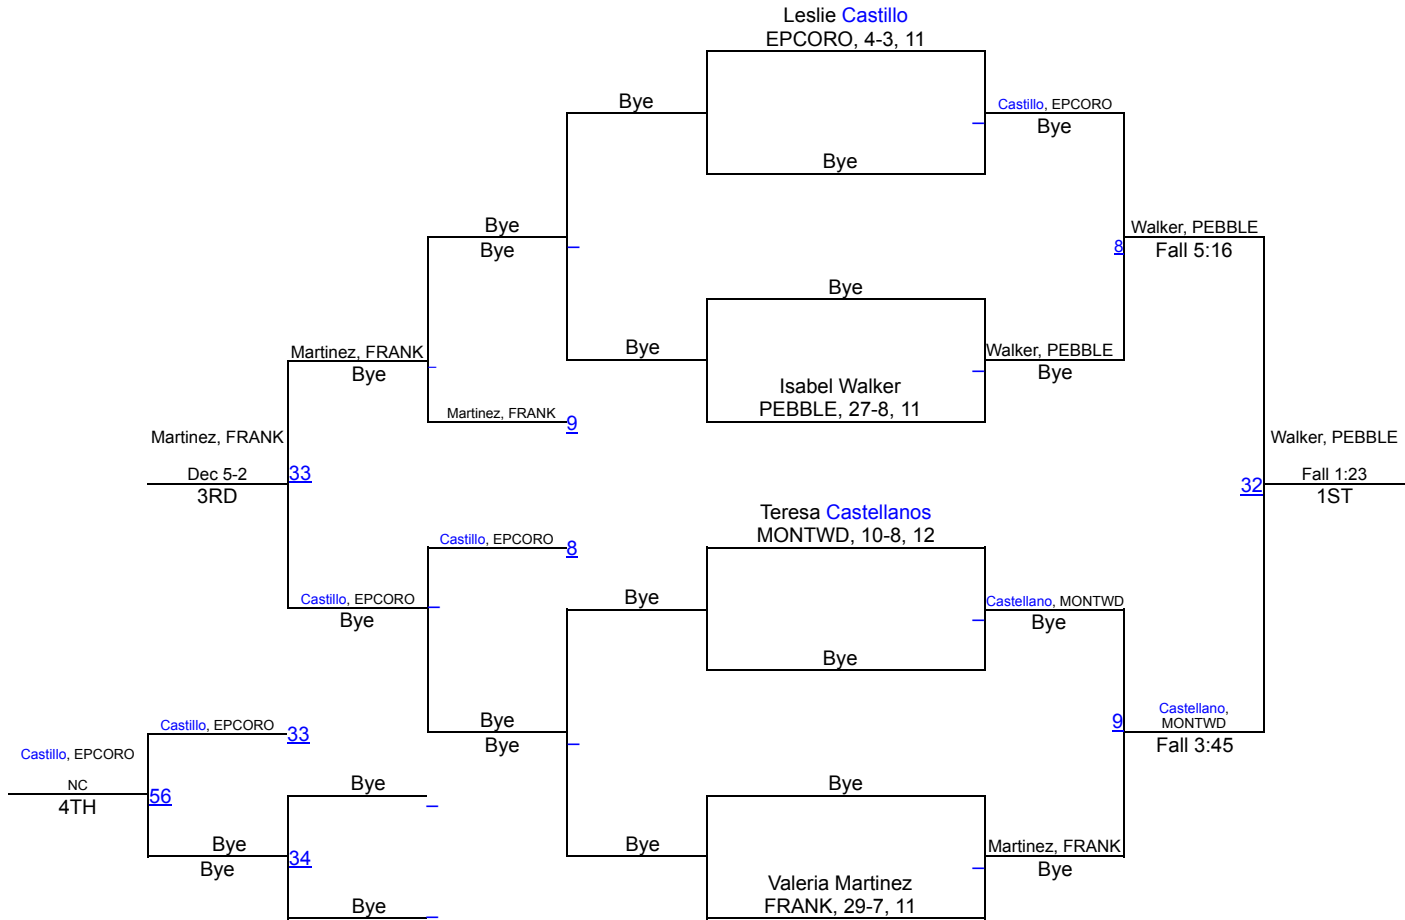 Leslie Castillo
EPCORO, 4-3, 11
Bye
Castillo, EPCORO
Bye
Bye
Bye
Bye
Walker, PEBBLE
8
Fall 5:16
Bye
Bye
Walker, PEBBLE
Bye
Martinez, FRANK
Bye
Isabel Walker
PEBBLE, 27-8, 11
Martinez, FRANK
9
Martinez, FRANK
Dec 5-2
33
3RD
Walker, PEBBLE
32
Fall 1:23
1ST
Teresa Castellanos
MONTWD, 10-8, 12
Castillo, EPCORO
8
Castillo, EPCORO
Bye
Bye
Castellano, MONTWD
Bye
Bye
Bye
Bye
9
Castellano,
MONTWD
Fall 3:45
Castillo, EPCORO
33
Castillo, EPCORO
NC
56
4TH
Bye
Bye
Bye
Bye
34
Bye
Martinez, FRANK
Bye
Valeria Martinez
FRANK, 29-7, 11
Bye